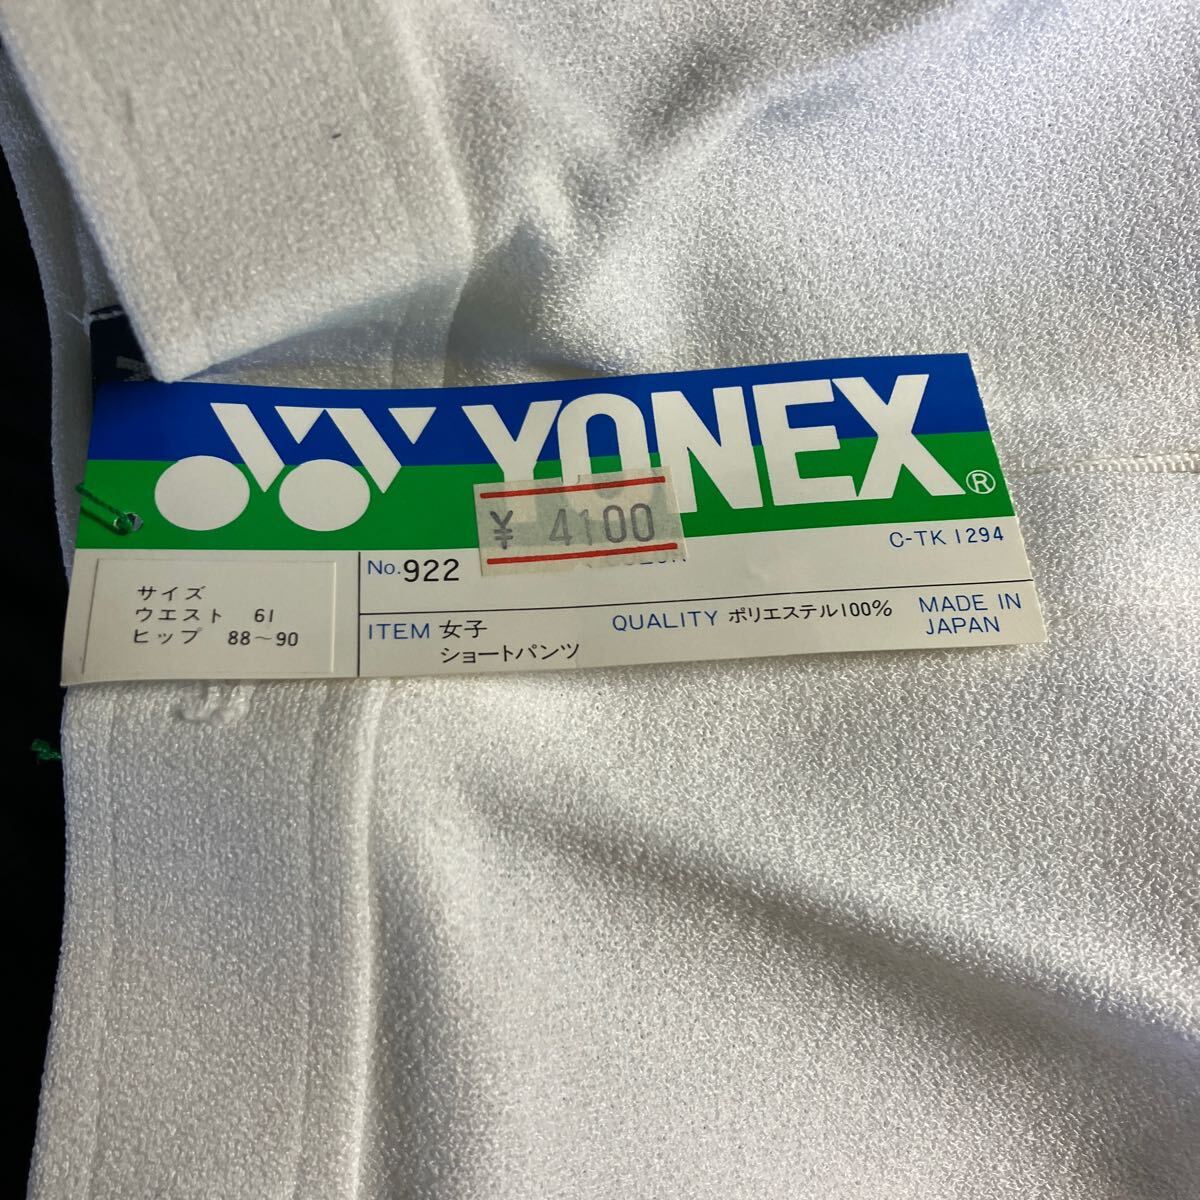 YONEX ®
¥ 4100
C-TK 1294
No. 922
サイズ
ウエスト 61
ヒップ 88～90
ITEM 女子
ショートパンツ
QUALITY ポリエステル100%
MADE IN
JAPAN